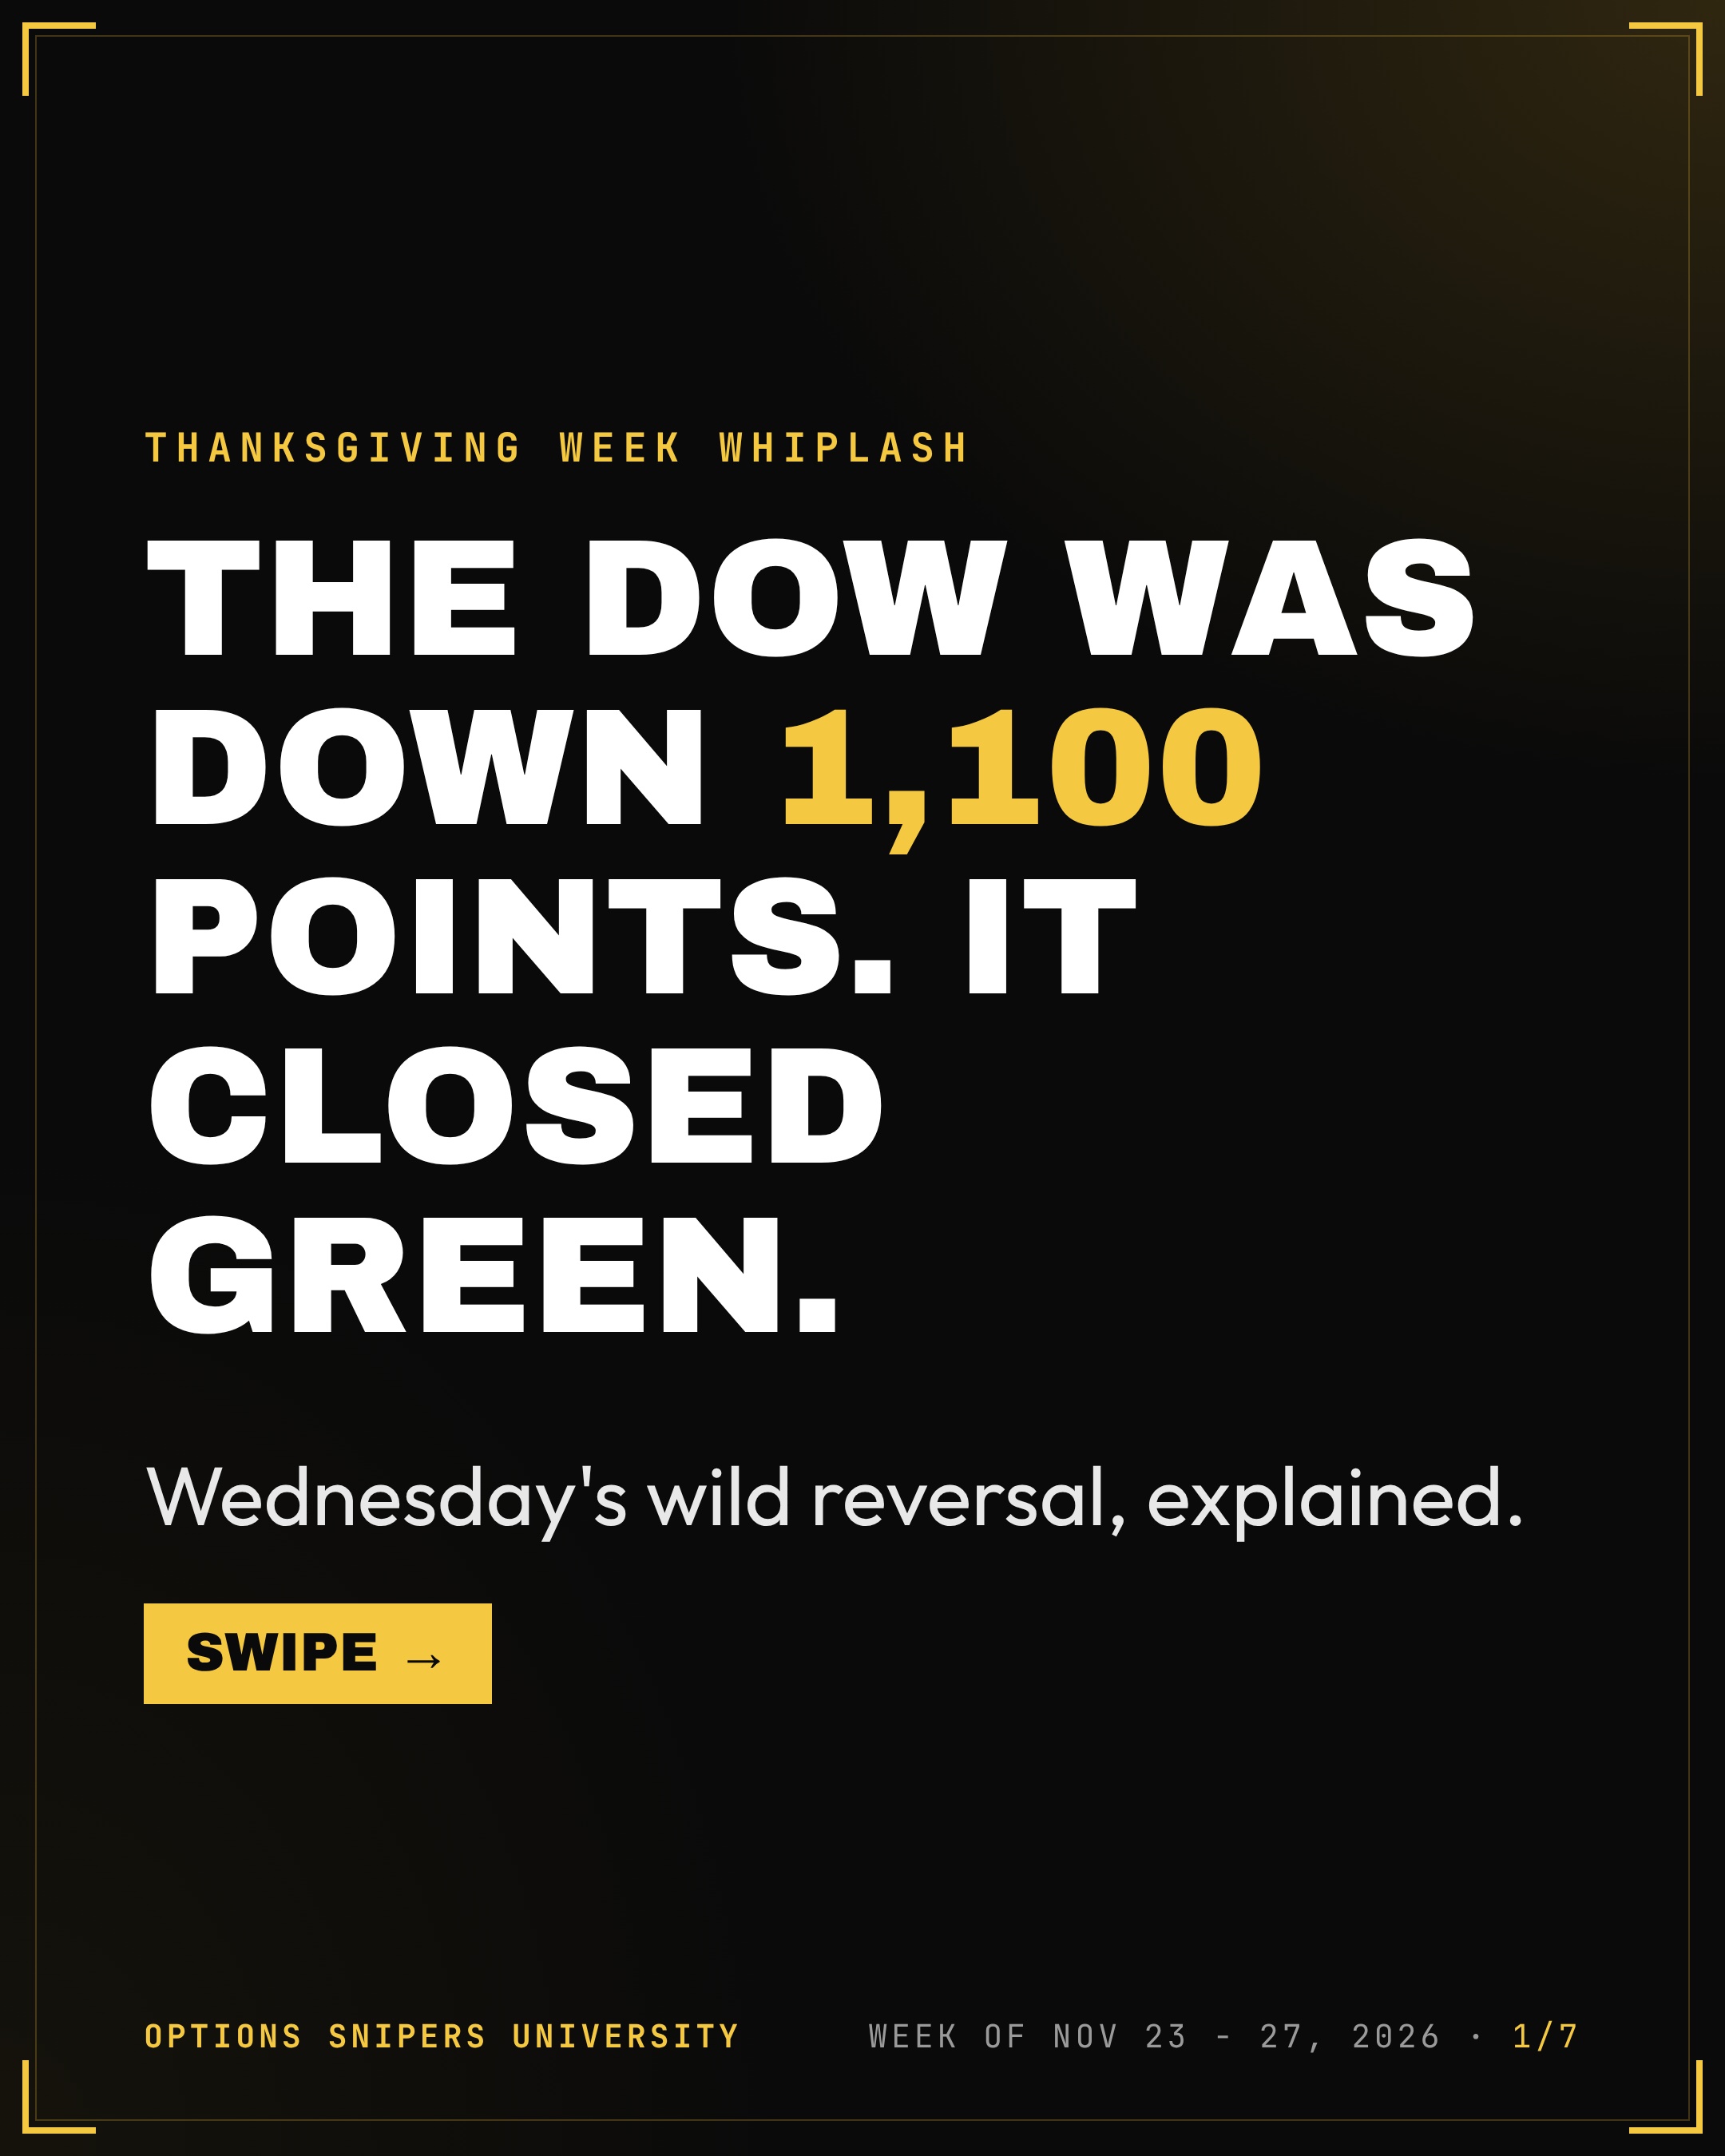 THANKSGIVING WEEK WHIPLASH
THE DOW WAS
DOWN 1,100
POINTS. IT
CLOSED
GREEN.
Wednesday's wild reversal, explained.
SWIPE →
OPTIONS SNIPERS UNIVERSITY
WEEK OF NOV 23 - 27, 2026 · 1/7